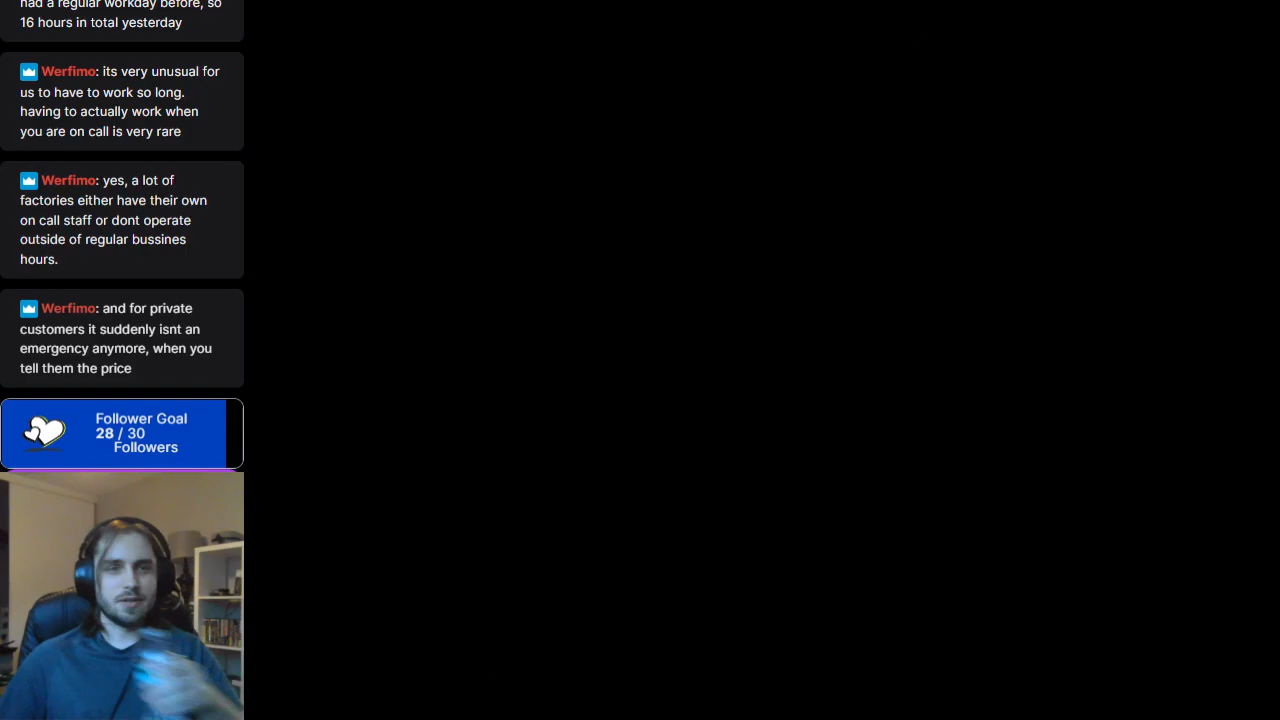 had a regular workday before, so
16 hours in total yesterday
Werfimo: its very unusual for
us to have to work so long.
having to actually work when
you are on call is very rare
Werfimo: yes, a lot of
factories either have their own
on call staff or dont operate
outside of regular bussines
hours.
Werfimo: and for private
customers it suddenly isnt an
emergency anymore, when you
tell them the price
Follower Goal
28 / 30
Followers